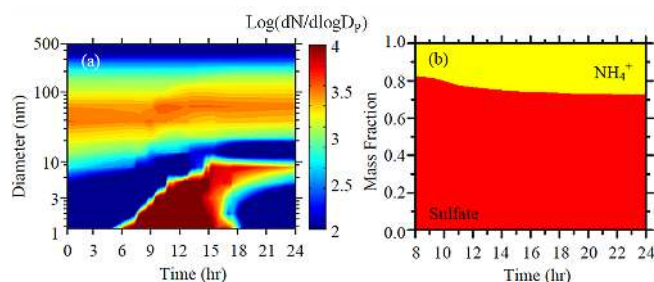 Log(dN/dlogD_P)
500
100
10
3
1
Diameter (nm)
(a)
0 3 6 9 12 15 18 21 24
Time (hr)
4
3.5
3
2.5
2
1.0
0.8
0.6
0.4
0.2
0.0
Mass Fraction
(b)
NH₄⁺
Sulfate
8 10 12 14 16 18 20 22 24
Time (hr)